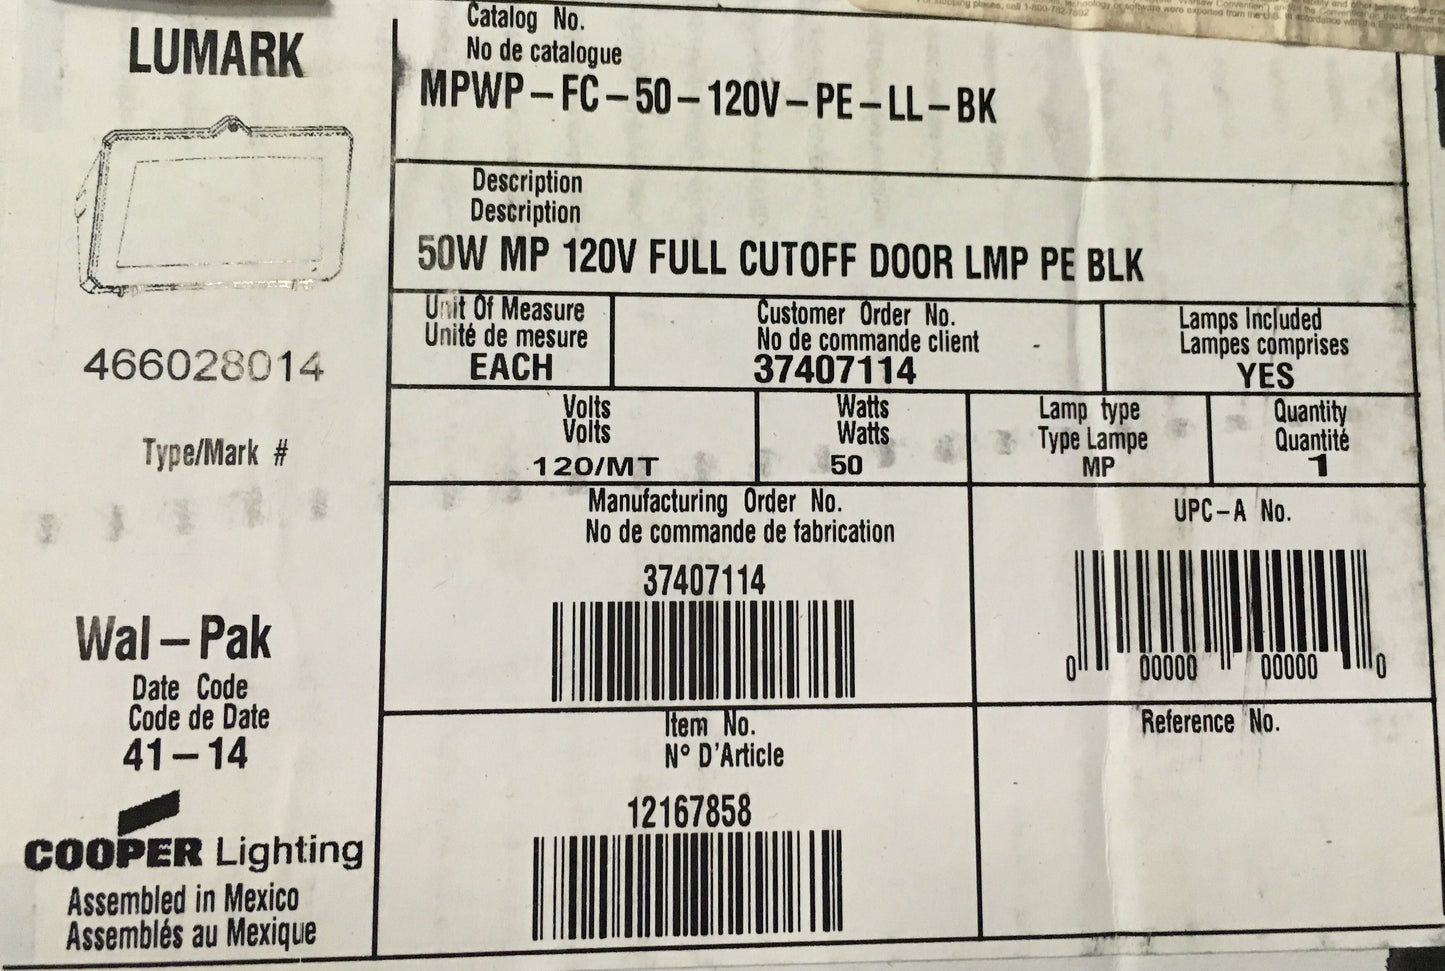 LUMARK
466028014
Type/Mark #
Wal-Pak
Date Code
Code de Date
41-14
COOPER Lighting
Assembled in Mexico
Assemblés au Mexique
Catalog No.
No de catalogue
MPWP-FC-50-120V-PE-LL-BK
Description
Description
50W MP 120V FULL CUTOFF DOOR LMP PE BLK
Unit Of Measure
Unité de mesure
EACH
Customer Order No.
No de commande client
37407114
Lamps Included
Lampes comprises
YES
Volts
Volts
120/MT
Watts
Watts
50
Lamp type
Type Lampe
MP
Quantity
Quantité
1
Manufacturing Order No.
No de commande de fabrication
37407114
UPC-A No.
0 00000 00000 0
Item No.
N° D'Article
12167858
Reference No.